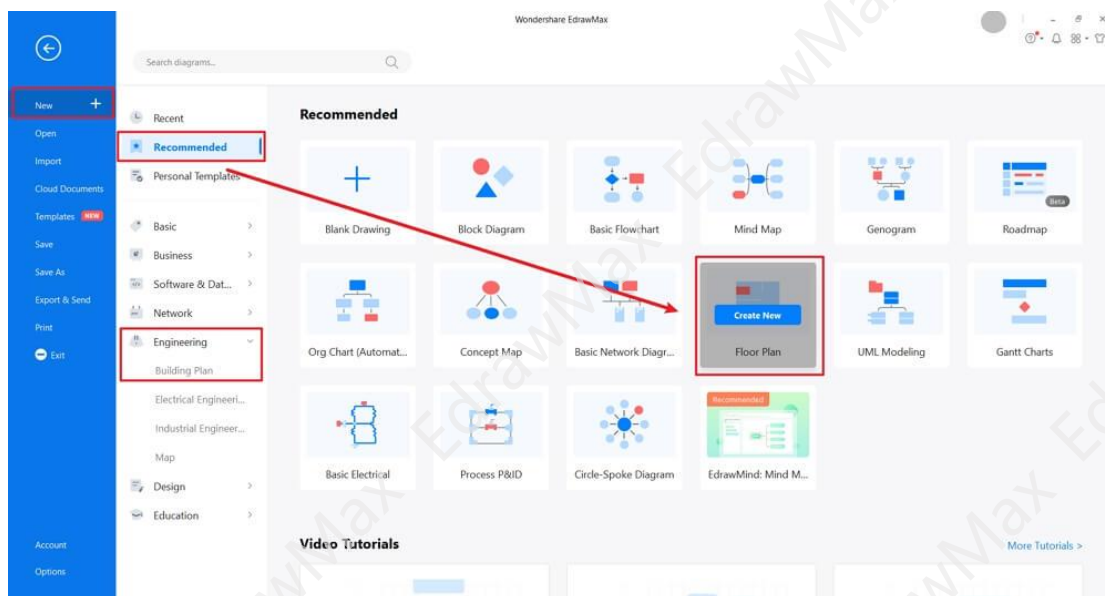 Wondershare EdrawMax
Search diagrams...
New +
Open
Import
Cloud Documents
Templates NEW
Save
Save As
Export & Send
Print
Exit
Account
Options
Recent
Recommended
Personal Templates
Basic
Business
Software & Dat...
Network
Engineering
Building Plan
Electrical Engineeri...
Industrial Engineer...
Map
Design
Education
Recommended
Blank Drawing
Block Diagram
Basic Flowchart
Mind Map
Genogram
Beta
Roadmap
Org Chart (Automat...
Concept Map
Basic Network Diagr...
Create New
Floor Plan
UML Modeling
Gantt Charts
Basic Electrical
Process P&ID
Circle-Spoke Diagram
Recommended
EdrawMind: Mind M...
Video Tutorials
More Tutorials >
EdrawMax
EdrawMax
EdrawMax